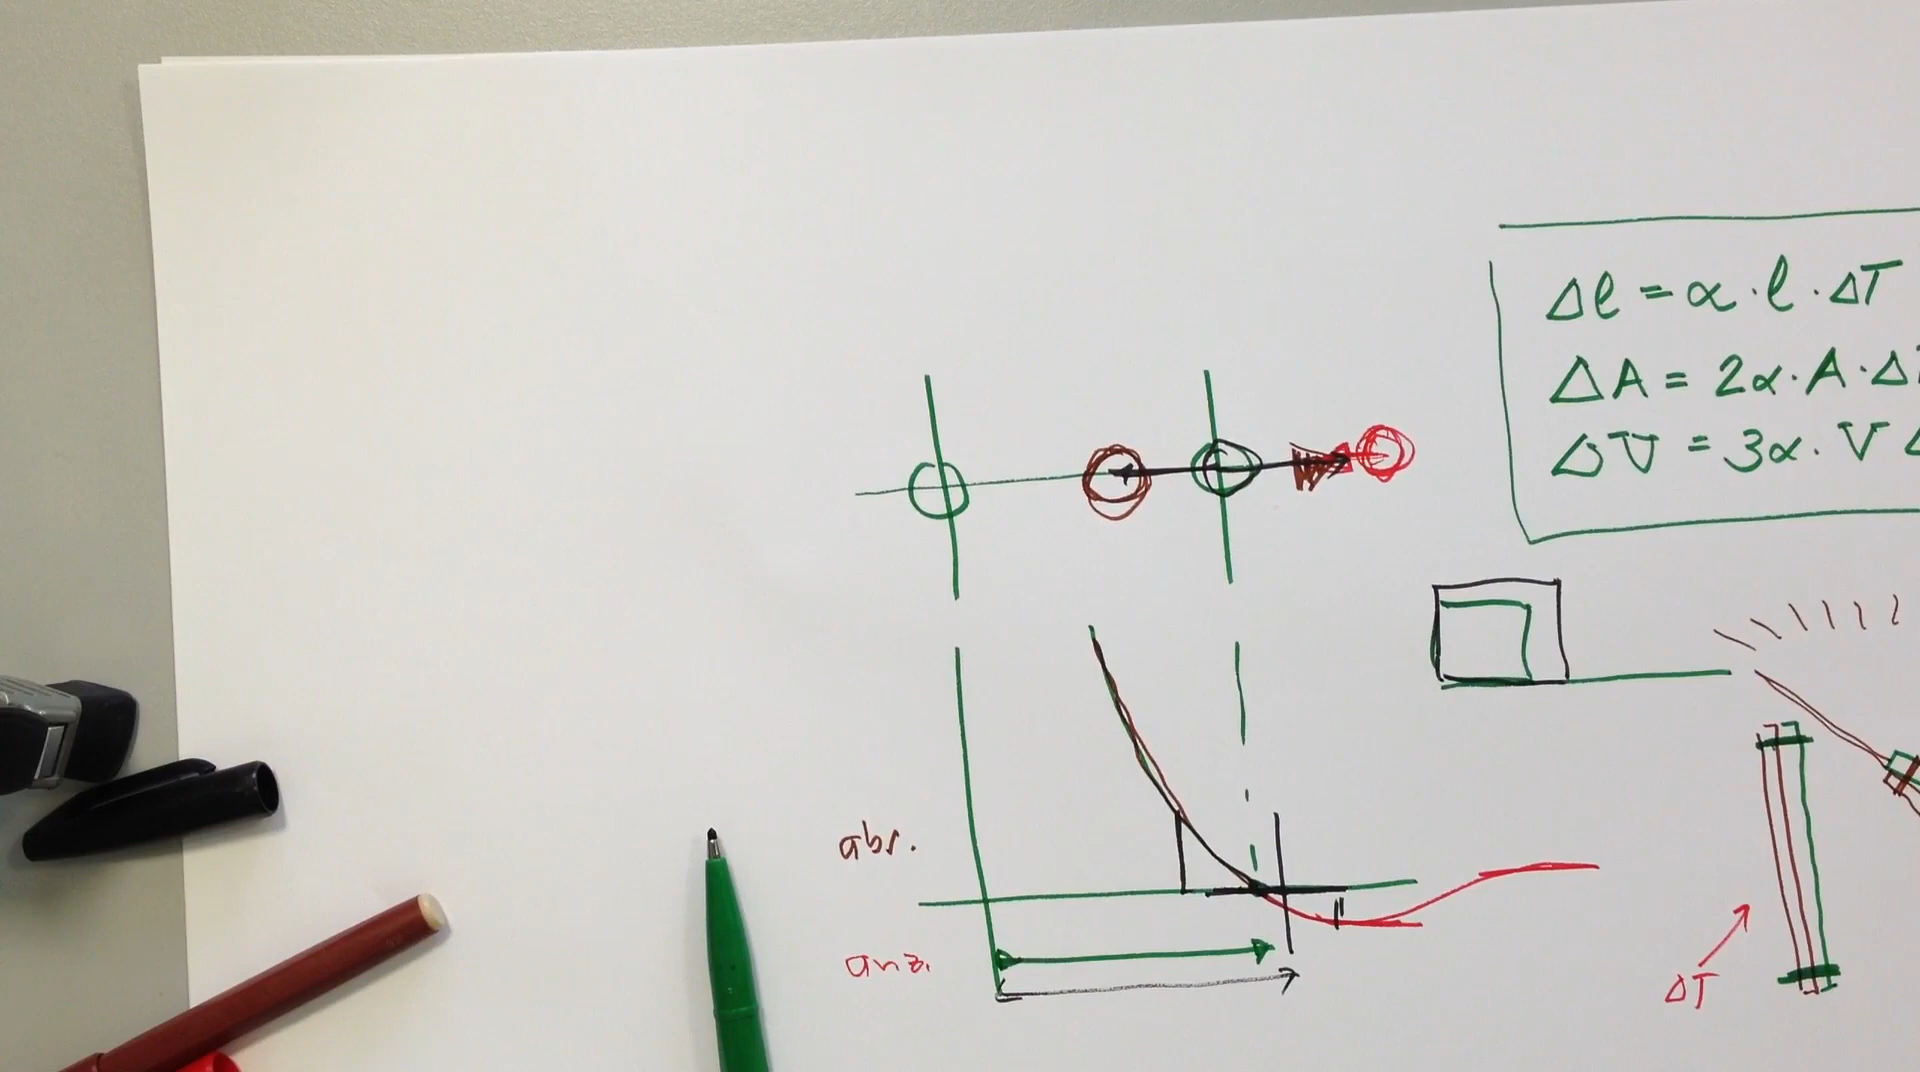 Δl = α · l · ΔT
ΔA = 2α · A · Δ
ΔV = 3α · V Δ
abs.
anz.
ΔT